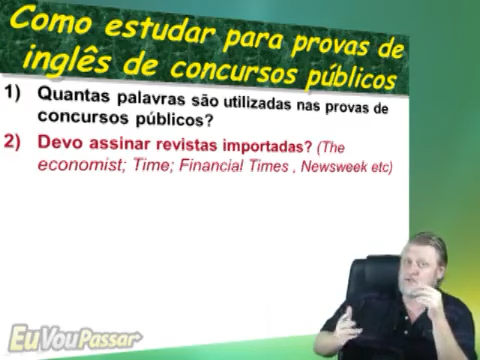 Como estudar para provas de
inglês de concursos públicos
1) Quantas palavras são utilizadas nas provas de
concursos públicos?
2) Devo assinar revistas importadas? (The
economist; Time; Financial Times , Newsweek etc)
EuVouPassar